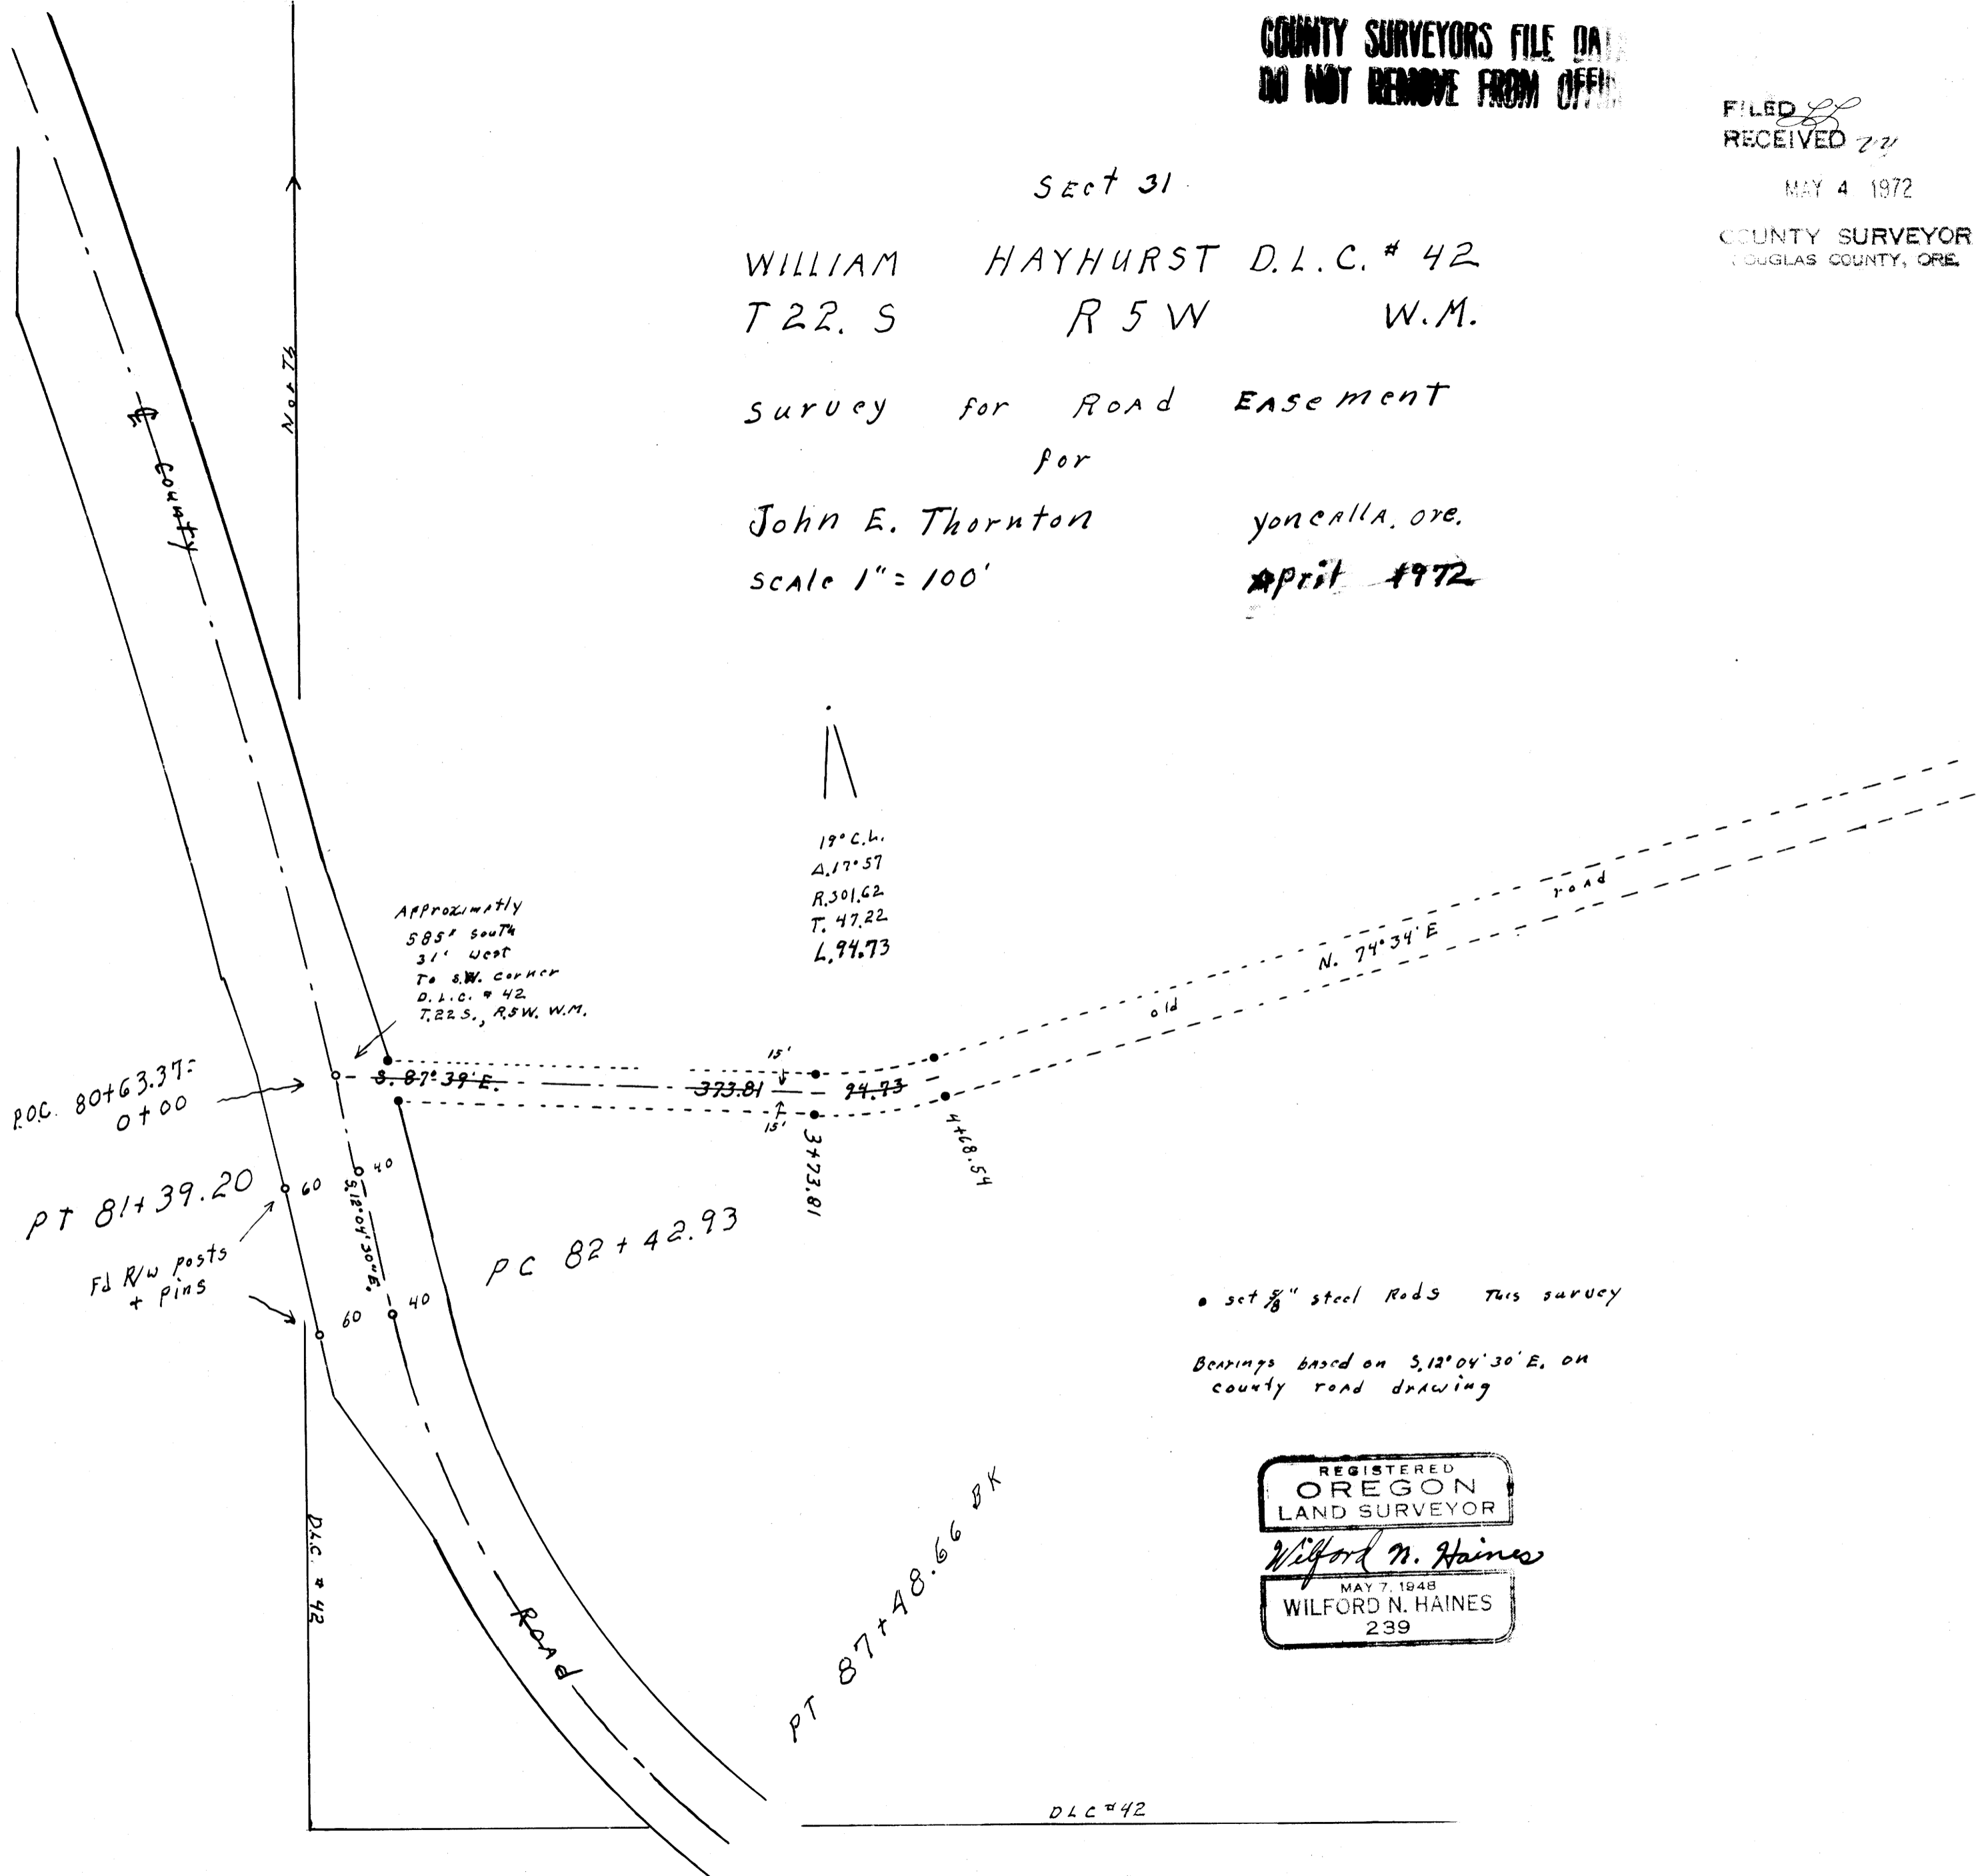 COUNTY SURVEYORS FILE DATA
DO NOT REMOVE FROM OFFIC
FILED
RECEIVED
MAY 4 1972
COUNTY SURVEYOR
DOUGLAS COUNTY, ORE.
Sect 31
WILLIAM HAYHURST D.L.C. # 42
T 22. S R 5 W W.M.
survey for Road Easement
for
John E. Thornton yoncalla, ore.
Scale 1" = 100' April 1972
North
℄ County
19° C.L.
Δ.17°57
R.301.62
T. 47.22
L.94.73
Approximatly
585' south
31' west
To S.W. corner
D.L.C. # 42
T.22 S., R.5W. W.M.
N. 74°34' E
old road
P.O.C. 80+63.37=
0+00
S. 87°39' E. 373.81 94.73
15'
15'
3+73.81
4+68.54
PT 81+39.20
60
40
S.12°04'30"E.
Fd R/W posts
+ pins
PC 82+42.93
60
40
• set 5/8" steel Rods This survey
Bearings based on S.12°04'30' E. on
county road drawing
REGISTERED
OREGON
LAND SURVEYOR
Wilford N. Haines
MAY 7, 1948
WILFORD N. HAINES
239
D.L.C. # 42
Road
PT 87+48.66 BK
DLC #42